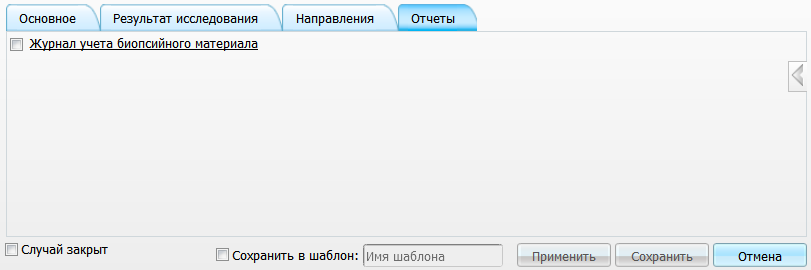 Основное Результат исследования Направления Отчеты
Журнал учета биопсийного материала
Случай закрыт
Сохранить в шаблон: Имя шаблона Применить Сохранить Отмена